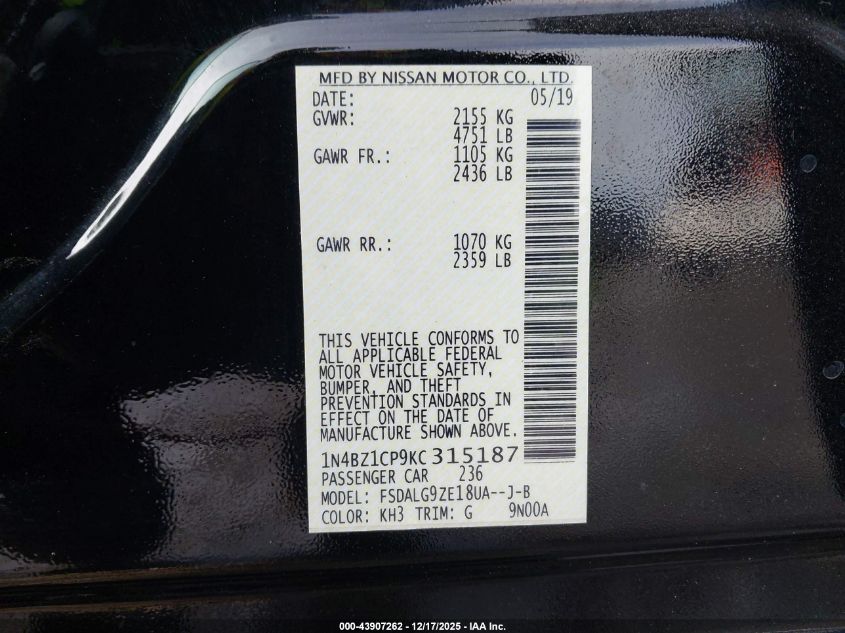 MFD BY NISSAN MOTOR CO., LTD.
DATE: 05/19
GVWR: 2155 KG
4751 LB
GAWR FR.: 1105 KG
2436 LB
GAWR RR.: 1070 KG
2359 LB
THIS VEHICLE CONFORMS TO
ALL APPLICABLE FEDERAL
MOTOR VEHICLE SAFETY,
BUMPER, AND THEFT
PREVENTION STANDARDS IN
EFFECT ON THE DATE OF
MANUFACTURE SHOWN ABOVE.
1N4BZ1CP9KC315187
PASSENGER CAR 236
MODEL: FSDALG9ZE18UA--J-B
COLOR: KH3 TRIM: G 9N00A
000-43907262 - 12/17/2025 - IAA Inc.